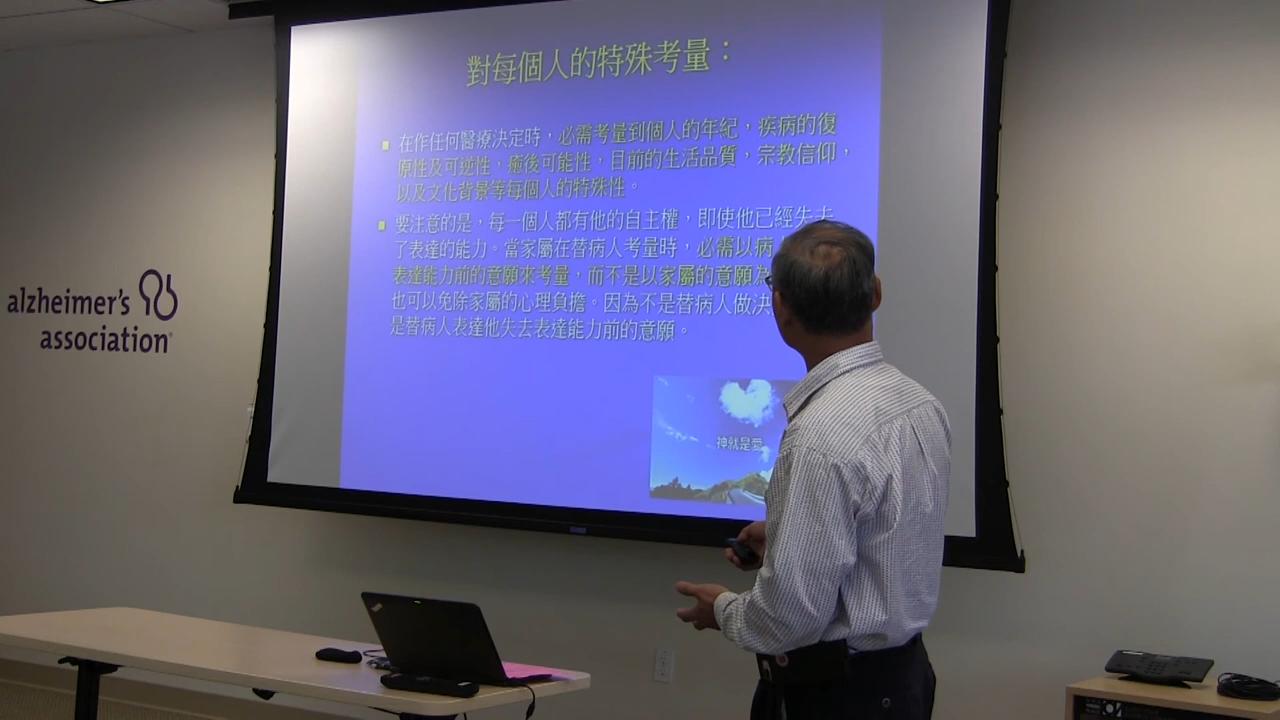 對每個人的特殊考量：
在作任何醫療決定時，必需考量到個人的年紀，疾病的復
原性及可逆性，癒後可能性，目前的生活品質，宗教信仰，
以及文化背景等每個人的特殊性。
要注意的是，每一個人都有他的自主權，即使他已經失去
了表達的能力。當家屬在替病人考量時，必需以病
表達能力前的意願來考量，而不是以家屬的意願為
也可以免除家屬的心理負擔。因為不是替病人做決
是替病人表達他失去表達能力前的意願。
神就是愛
alzheimer's
association